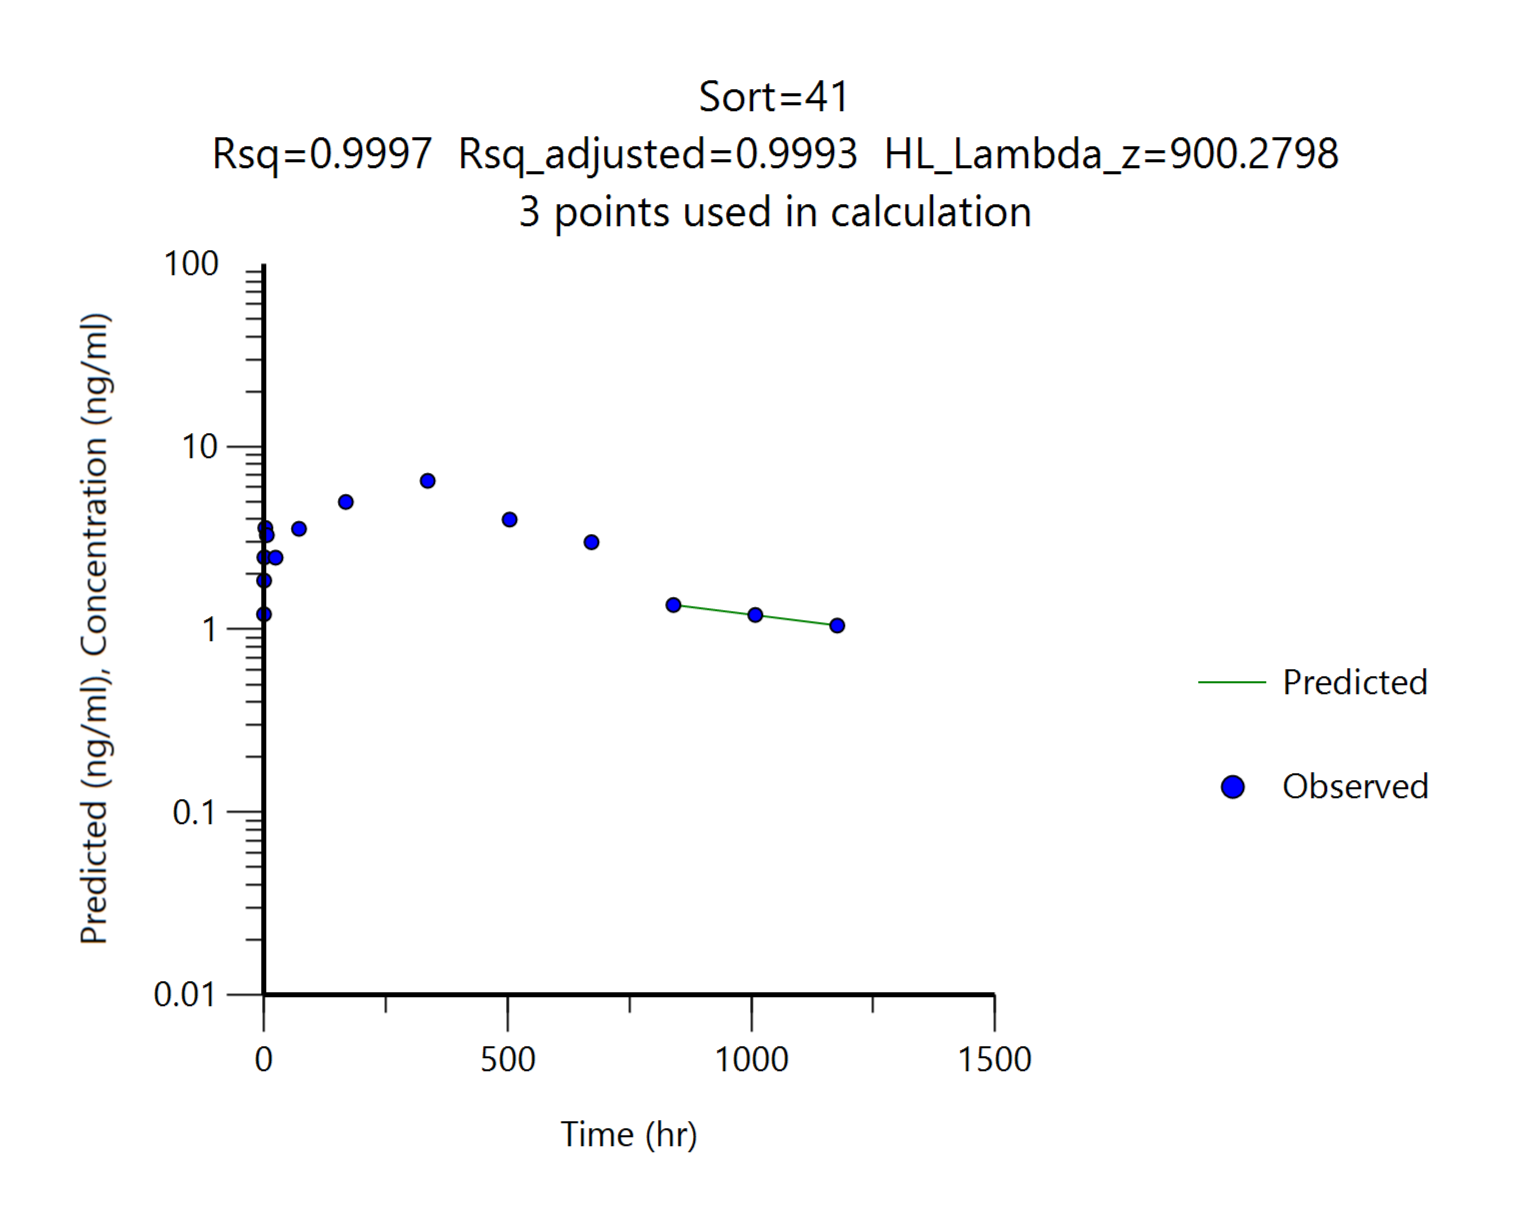 Sort=41
Rsq=0.9997 Rsq_adjusted=0.9993 HL_Lambda_z=900.2798
3 points used in calculation
Predicted (ng/ml), Concentration (ng/ml)
100
10
1
0.1
0.01
0 500 1000 1500
Time (hr)
Predicted
Observed